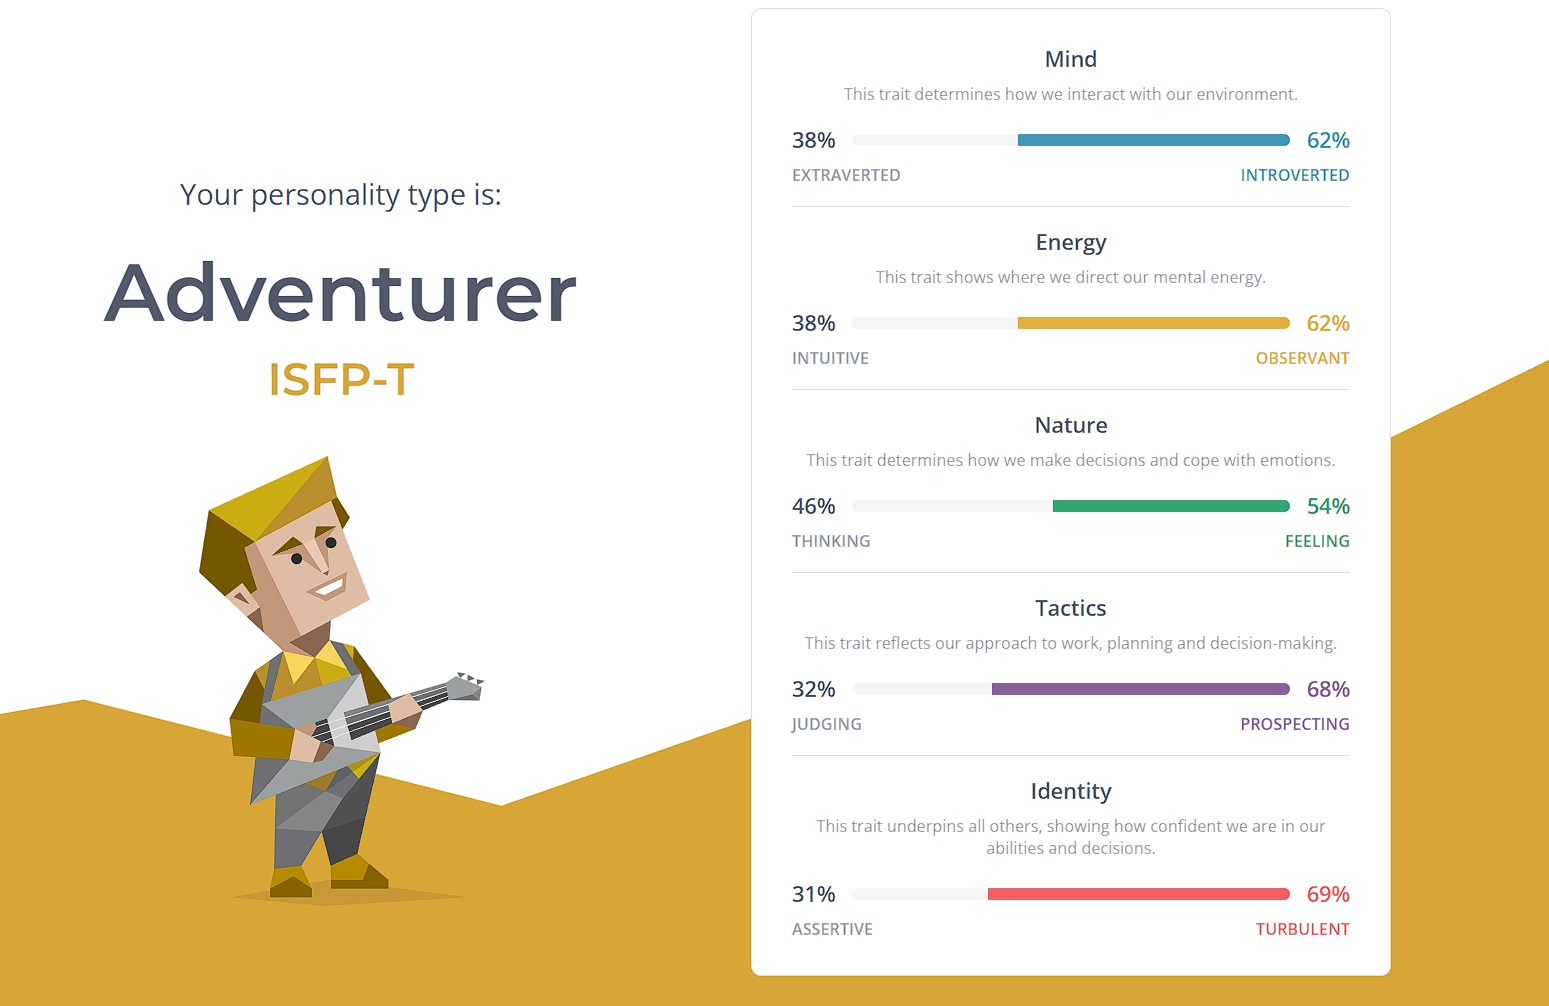 Your personality type is:
Adventurer
ISFP-T
Mind
This trait determines how we interact with our environment.
38% 62%
EXTRAVERTED INTROVERTED
Energy
This trait shows where we direct our mental energy.
38% 62%
INTUITIVE OBSERVANT
Nature
This trait determines how we make decisions and cope with emotions.
46% 54%
THINKING FEELING
Tactics
This trait reflects our approach to work, planning and decision-making.
32% 68%
JUDGING PROSPECTING
Identity
This trait underpins all others, showing how confident we are in our
abilities and decisions.
31% 69%
ASSERTIVE TURBULENT